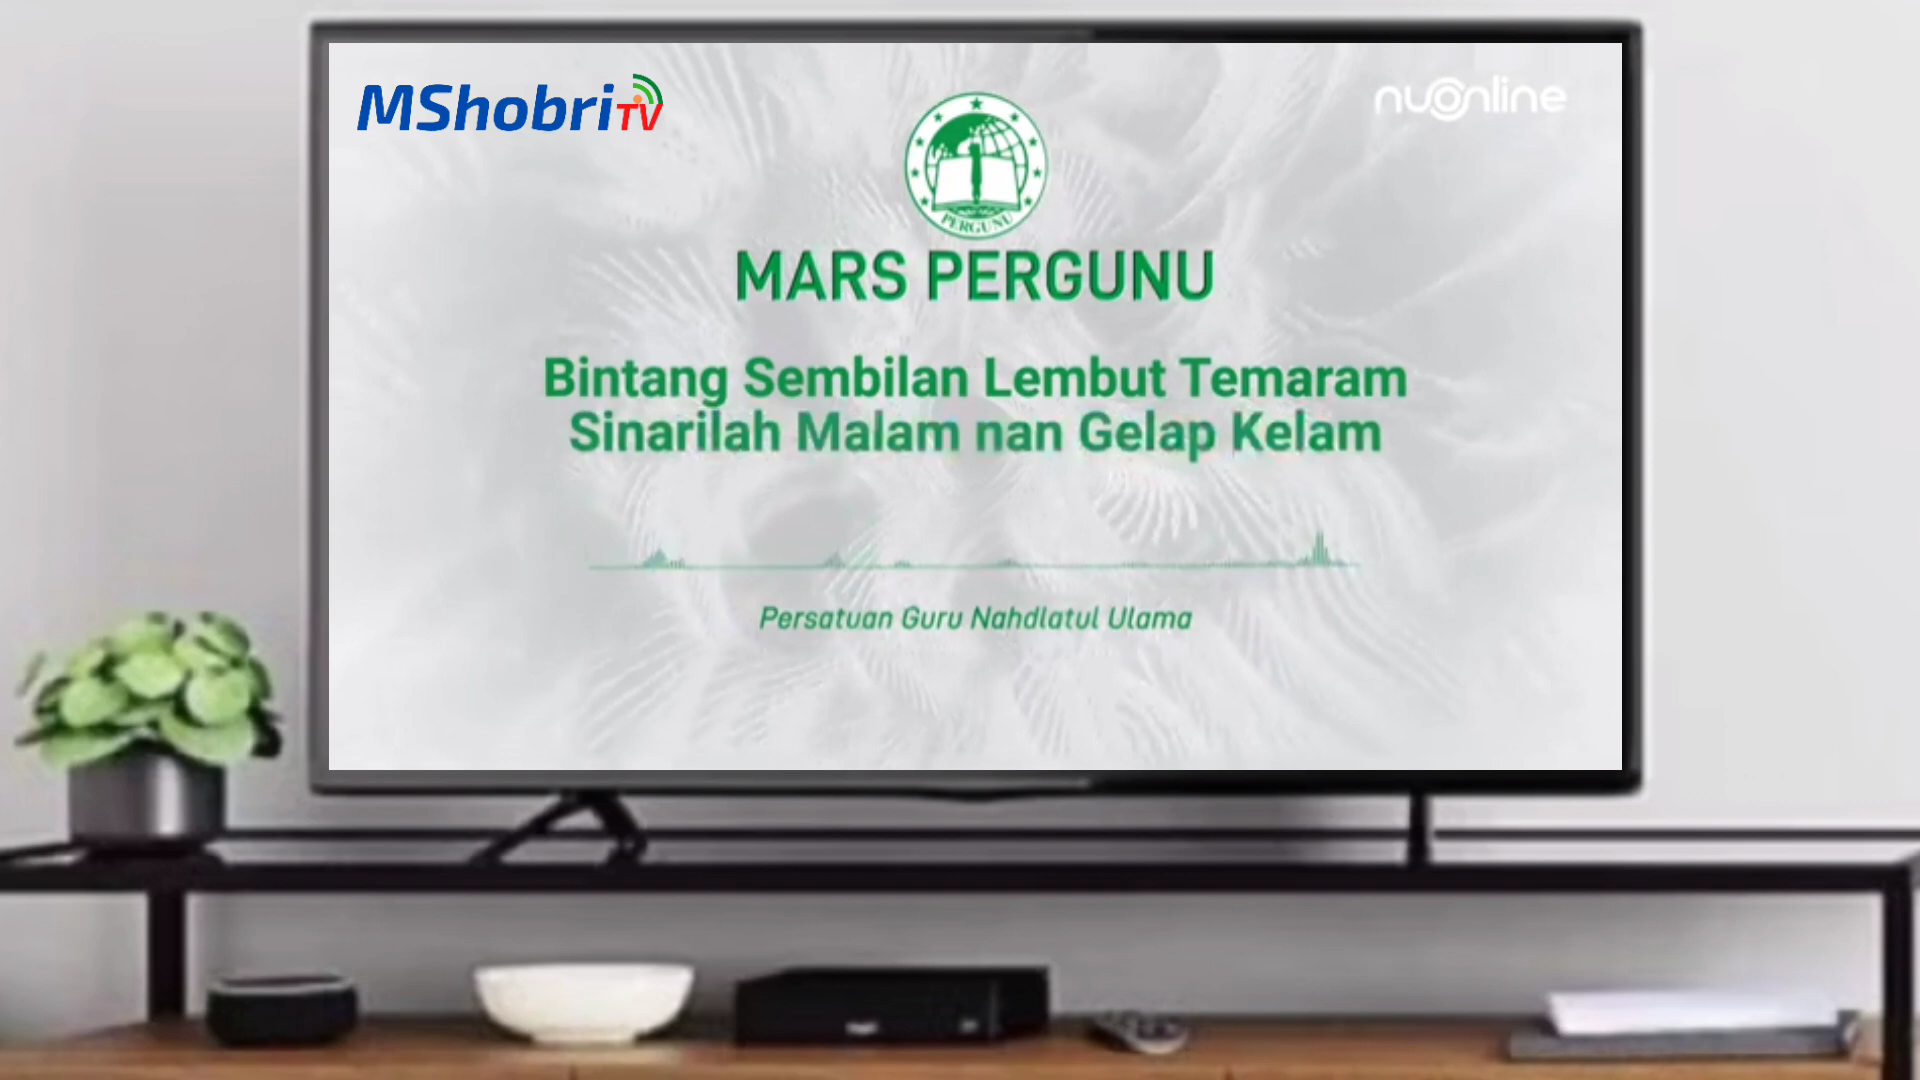 MShobriTV
nuonline
PERGUNU
MARS PERGUNU
Bintang Sembilan Lembut Temaram
Sinarilah Malam nan Gelap Kelam
Persatuan Guru Nahdlatul Ulama